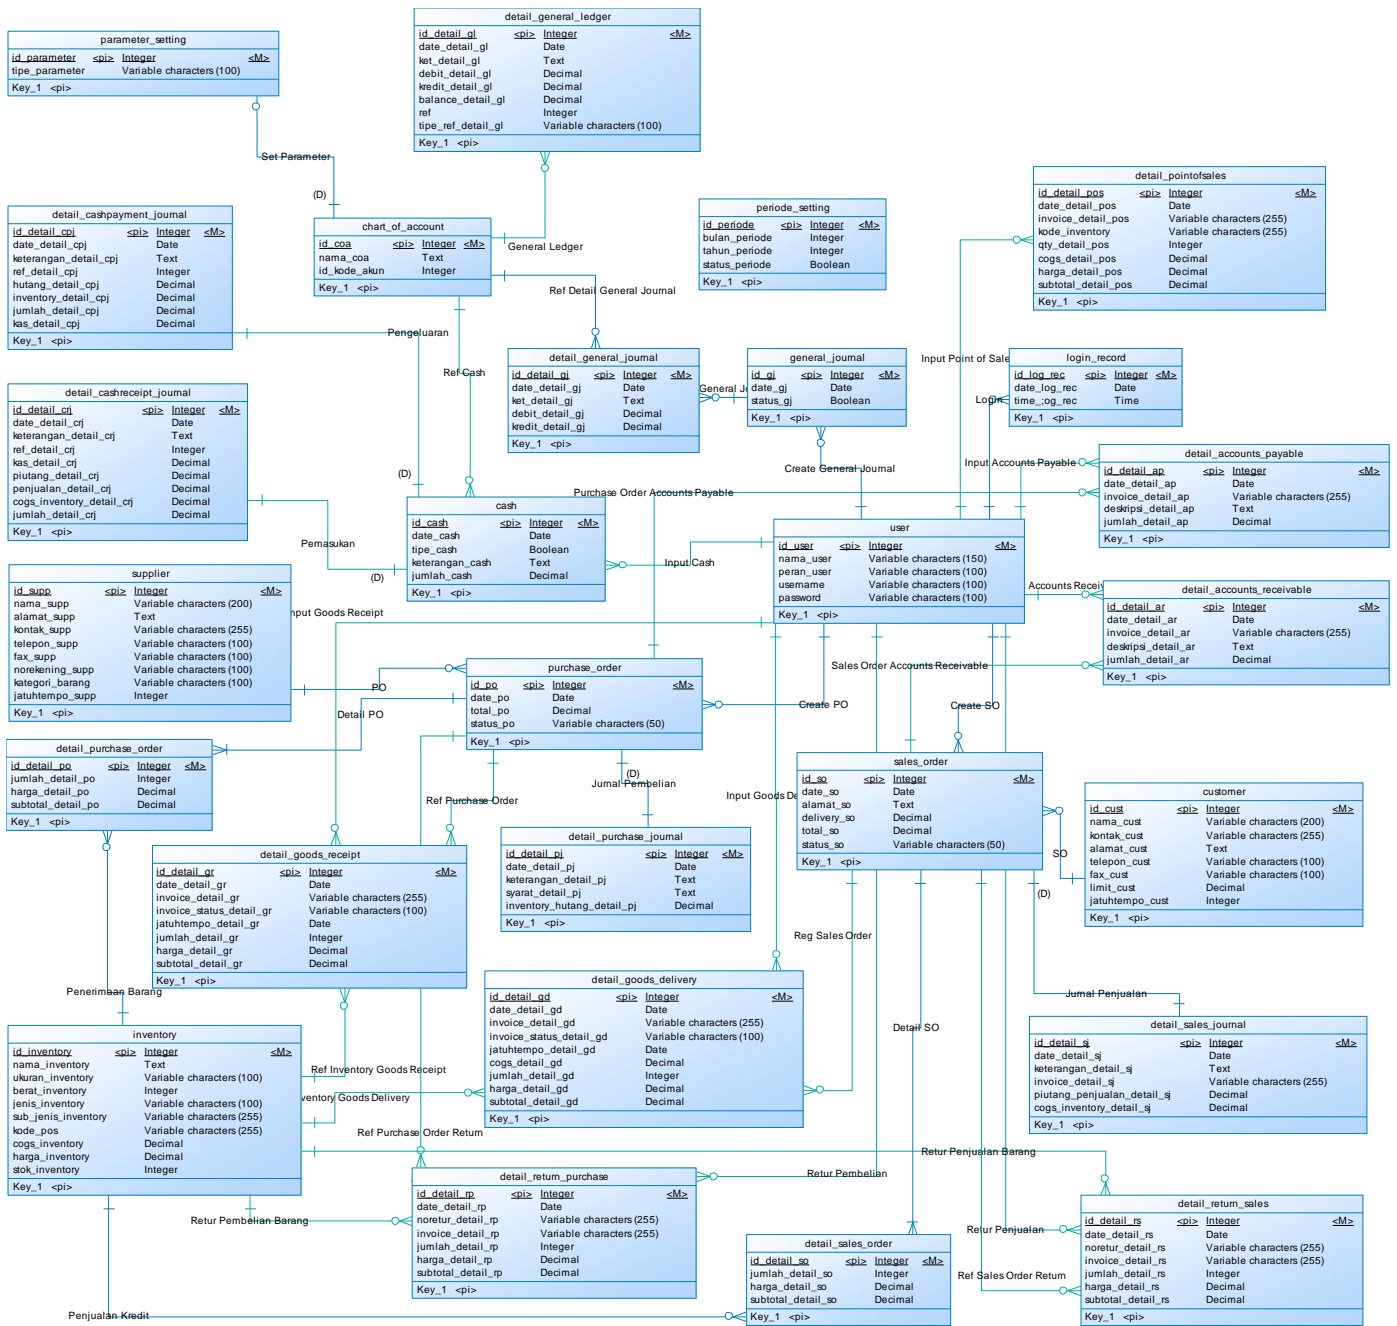 detail_general_ledger
id_detail_gl <pi> Integer <M>
date_detail_gl Date
ket_detail_gl Text
debit_detail_gl Decimal
kredit_detail_gl Decimal
balance_detail_gl Decimal
ref Integer
tipe_ref_detail_gl Variable characters (100)
Key_1 <pi>
parameter_setting
id_parameter <pi> Integer <M>
tipe_parameter Variable characters (100)
Key_1 <pi>
Set Parameter
(D)
detail_pointofsales
id_detail_pos <pi> Integer <M>
date_detail_pos Date
invoice_detail_pos Variable characters (255)
kode_inventory Variable characters (255)
qty_detail_pos Integer
cogs_detail_pos Decimal
harga_detail_pos Decimal
subtotal_detail_pos Decimal
Key_1 <pi>
detail_cashpayment_journal
id_detail_cpj <pi> Integer <M>
date_detail_cpj Date
keterangan_detail_cpj Text
ref_detail_cpj Integer
hutang_detail_cpj Decimal
inventory_detail_cpj Decimal
jumlah_detail_cpj Decimal
kas_detail_cpj Decimal
Key_1 <pi>
chart_of_account
id_coa <pi> Integer <M>
nama_coa Text
id_kode_akun Integer
Key_1 <pi>
General Ledger
periode_setting
id_periode <pi> Integer <M>
bulan_periode Integer
tahun_periode Integer
status_periode Boolean
Key_1 <pi>
Ref Detail General Journal
Pengeluaran
Ref Cash
detail_general_journal
id_detail_gj <pi> Integer <M>
date_detail_gj Date
ket_detail_gj Text
debit_detail_gj Decimal
kredit_detail_gj Decimal
Key_1 <pi>
General Jo
general_journal
id_gj <pi> Integer <M>
date_gj Date
status_gj Boolean
Key_1 <pi>
Input Point of Sale
login_record
id_log_rec <pi> Integer <M>
date_log_rec Date
time_;og_rec Time
Key_1 <pi>
Login
detail_cashreceipt_journal
id_detail_crj <pi> Integer <M>
date_detail_crj Date
keterangan_detail_crj Text
ref_detail_crj Integer
kas_detail_crj Decimal
piutang_detail_crj Decimal
penjualan_detail_crj Decimal
cogs_inventory_detail_crj Decimal
jumlah_detail_crj Decimal
Key_1 <pi>
(D)
Create General Journal
Input Accounts Payable
Purchase Order Accounts Payable
detail_accounts_payable
id_detail_ap <pi> Integer <M>
date_detail_ap Date
invoice_detail_ap Variable characters (255)
deskripsi_detail_ap Text
jumlah_detail_ap Decimal
Key_1 <pi>
cash
id_cash <pi> Integer <M>
date_cash Date
tipe_cash Boolean
keterangan_cash Text
jumlah_cash Decimal
Key_1 <pi>
Pemasukan
(D)
Input Cash
user
id_user <pi> Integer <M>
nama_user Variable characters (150)
peran_user Variable characters (100)
username Variable characters (100)
password Variable characters (100)
Key_1 <pi>
supplier
id_supp <pi> Integer <M>
nama_supp Variable characters (200)
alamat_supp Text
kontak_supp Variable characters (255)
telepon_supp Variable characters (100)
fax_supp Variable characters (100)
norekening_supp Variable characters (100)
kategori_barang Variable characters (100)
jatuhtempo_supp Integer
Key_1 <pi>
nput Goods Receipt
Accounts Recei
detail_accounts_receivable
id_detail_ar <pi> Integer <M>
date_detail_ar Date
invoice_detail_ar Variable characters (255)
deskripsi_detail_ar Text
jumlah_detail_ar Decimal
Key_1 <pi>
Sales Order Accounts Receivable
PO
Detail PO
purchase_order
id_po <pi> Integer <M>
date_po Date
total_po Decimal
status_po Variable characters (50)
Key_1 <pi>
Create PO
Create SO
detail_purchase_order
id_detail_po <pi> Integer <M>
jumlah_detail_po Integer
harga_detail_po Decimal
subtotal_detail_po Decimal
Key_1 <pi>
(D)
Jurnal Pembelian
Ref Purchase Order
Input Goods De
sales_order
id_so <pi> Integer <M>
date_so Date
alamat_so Text
delivery_so Decimal
total_so Decimal
status_so Variable characters (50)
Key_1 <pi>
SO
customer
id_cust <pi> Integer <M>
nama_cust Variable characters (200)
kontak_cust Variable characters (255)
alamat_cust Text
telepon_cust Variable characters (100)
fax_cust Variable characters (100)
limit_cust Decimal
jatuhtempo_cust Integer
Key_1 <pi>
detail_goods_receipt
id_detail_gr <pi> Integer <M>
date_detail_gr Date
invoice_detail_gr Variable characters (255)
invoice_status_detail_gr Variable characters (100)
jatuhtempo_detail_gr Date
jumlah_detail_gr Integer
harga_detail_gr Decimal
subtotal_detail_gr Decimal
Key_1 <pi>
detail_purchase_journal
id_detail_pj <pi> Integer <M>
date_detail_pj Date
keterangan_detail_pj Text
syarat_detail_pj Text
inventory_hutang_detail_pj Decimal
Key_1 <pi>
(D)
Reg Sales Order
Penerimaan Barang
Jurnal Penjualan
detail_goods_delivery
id_detail_gd <pi> Integer <M>
date_detail_gd Date
invoice_detail_gd Variable characters (255)
invoice_status_detail_gd Variable characters (100)
jatuhtempo_detail_gd Date
cogs_detail_gd Decimal
jumlah_detail_gd Integer
harga_detail_gd Decimal
subtotal_detail_gd Decimal
Key_1 <pi>
Detail SO
detail_sales_journal
id_detail_sj <pi> Integer <M>
date_detail_sj Date
keterangan_detail_sj Text
invoice_detail_sj Variable characters (255)
piutang_penjualan_detail_sj Decimal
cogs_inventory_detail_sj Decimal
Key_1 <pi>
inventory
id_inventory <pi> Integer <M>
nama_inventory Text
ukuran_inventory Variable characters (100)
berat_inventory Integer
jenis_inventory Variable characters (100)
sub_jenis_inventory Variable characters (255)
kode_pos Variable characters (255)
cogs_inventory Decimal
harga_inventory Decimal
stok_inventory Integer
Key_1 <pi>
Ref Inventory Goods Receipt
ventory Goods Delivery
Ref Purchase Order Return
Retur Penjualan Barang
Retur Pembelian
detail_return_purchase
id_detail_rp <pi> Integer <M>
date_detail_rp Date
noretur_detail_rp Variable characters (255)
invoice_detail_rp Variable characters (255)
jumlah_detail_rp Integer
harga_detail_rp Decimal
subtotal_detail_rp Decimal
Key_1 <pi>
Retur Pembelian Barang
Retur Penjualan
Ref Sales Order Return
detail_return_sales
id_detail_rs <pi> Integer <M>
date_detail_rs Date
noretur_detail_rs Variable characters (255)
invoice_detail_rs Variable characters (255)
jumlah_detail_rs Integer
harga_detail_rs Decimal
subtotal_detail_rs Decimal
Key_1 <pi>
detail_sales_order
id_detail_so <pi> Integer <M>
jumlah_detail_so Integer
harga_detail_so Decimal
subtotal_detail_so Decimal
Key_1 <pi>
Penjualan Kredit